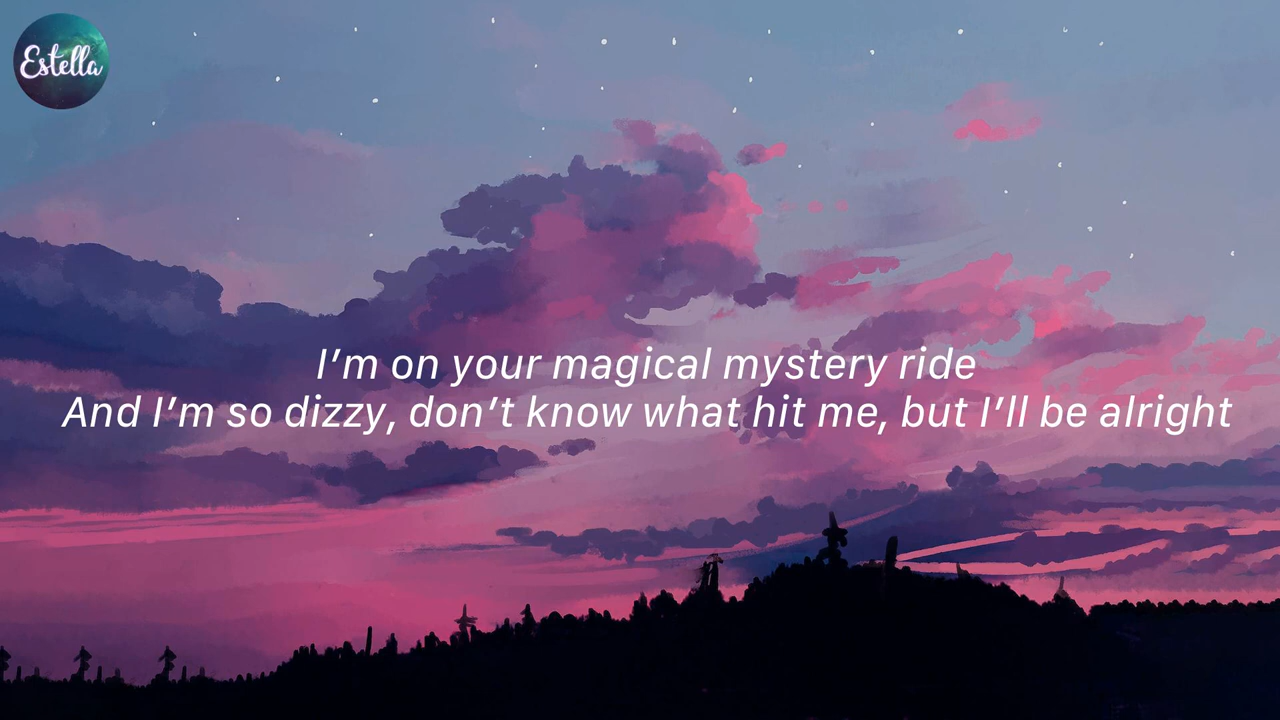 Estella
I’m on your magical mystery ride
And I’m so dizzy, don’t know what hit me, but I’ll be alright